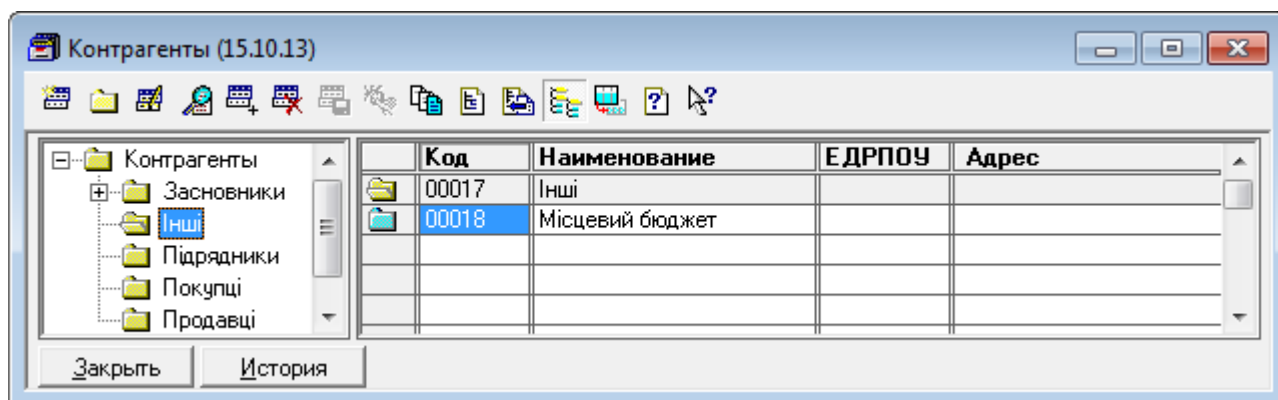 Контрагенты (15.10.13)
Контрагенты
Засновники
Інші
Підрядники
Покупці
Продавці
Код Наименование ЕДРПОУ Адрес
00017 Інші
00018 Місцевий бюджет
Закрыть История